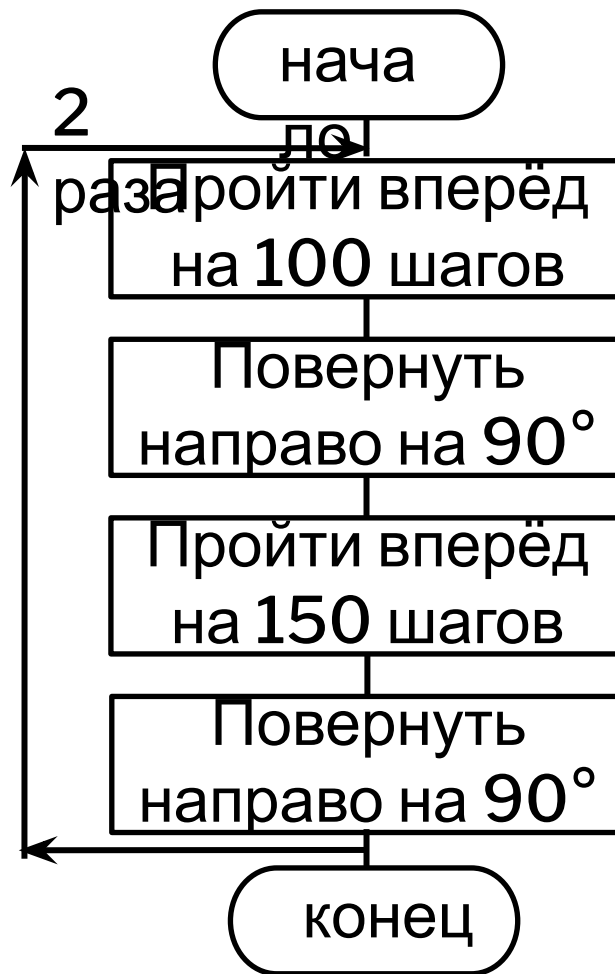 нача
ло
2
раза
Пройти вперёд
на 100 шагов
Повернуть
направо на 90°
Пройти вперёд
на 150 шагов
Повернуть
направо на 90°
конец